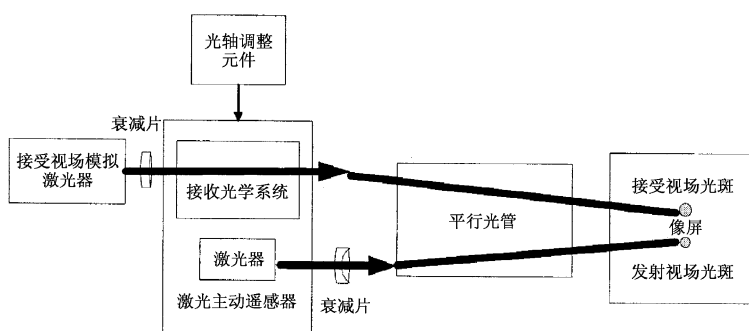 光轴调整
元件
衰减片
接受视场模拟
激光器
接收光学系统
激光器
激光主动遥感器
衰减片
平行光管
接受视场光斑
像屏
发射视场光斑